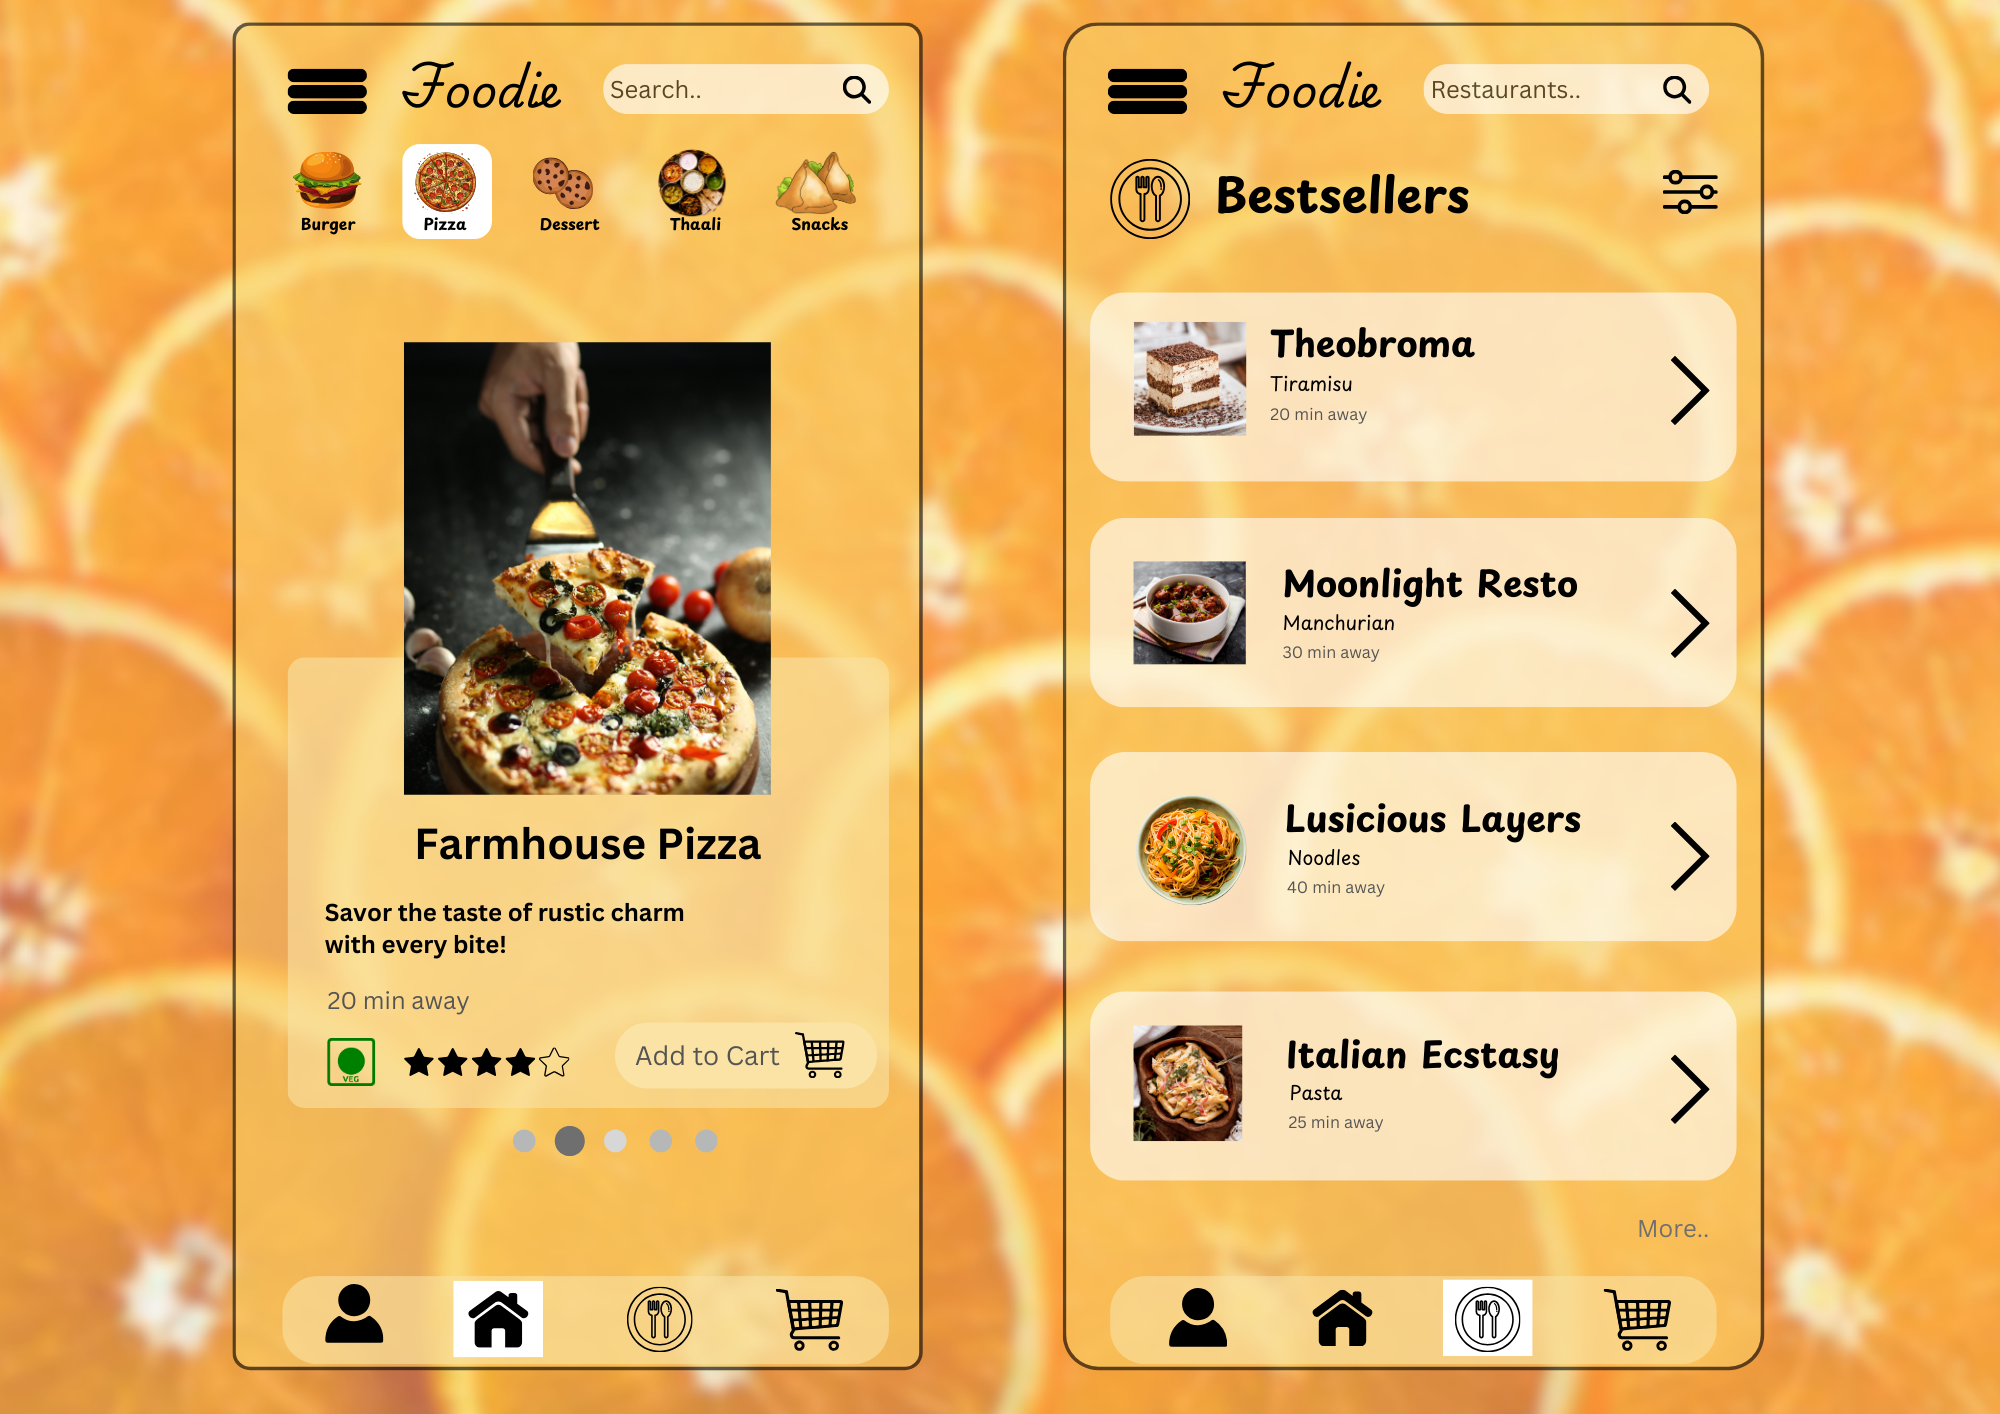 Foodie
Search..
Burger
Pizza
Dessert
Thaali
Snacks
Farmhouse Pizza
Savor the taste of rustic charm
with every bite!
20 min away
VEG
Add to Cart
Foodie
Restaurants..
Bestsellers
Theobroma
Tiramisu
20 min away
Moonlight Resto
Manchurian
30 min away
Lusicious Layers
Noodles
40 min away
Italian Ecstasy
Pasta
25 min away
More..